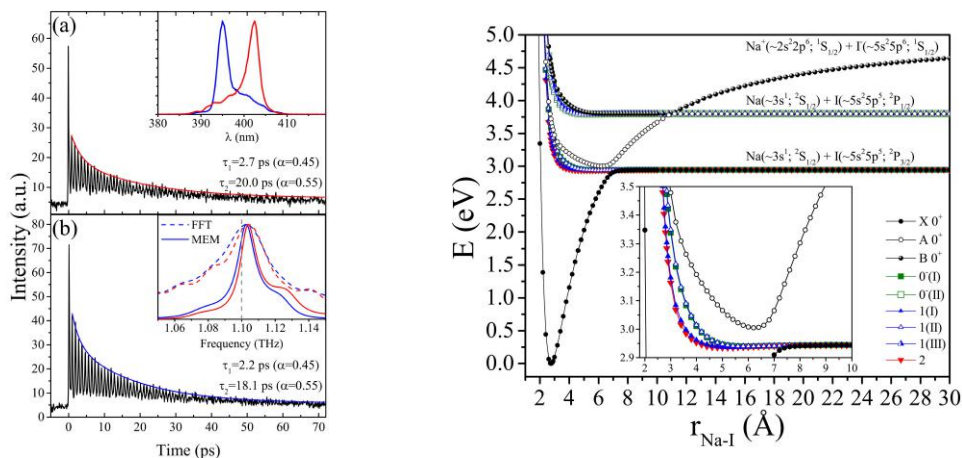 (a)
60
50
40
30
20
10
380 390 400 410
λ (nm)
τ₁=2.7 ps (α=0.45)
τ₂=20.0 ps (α=0.55)
Intensity (a.u.)
(b)
80
70
60
50
40
30
20
10
0
FFT
MEM
1.06 1.08 1.10 1.12 1.14
Frequency (THz)
τ₁=2.2 ps (α=0.45)
τ₂=18.1 ps (α=0.55)
-10 0 10 20 30 40 50 60 70
Time (ps)
E (eV)
5.0
4.5
4.0
3.5
3.0
2.5
2.0
1.5
1.0
0.5
0.0
Na⁺(~2s²2p⁶; ¹S₁/₂) + I⁻(~5s²5p⁶; ¹S₁/₂)
Na(~3s¹; ²S₁/₂) + I(~5s²5p⁵; ²P₁/₂)
Na(~3s¹; ²S₁/₂) + I(~5s²5p⁵; ²P₃/₂)
3.5
3.4
3.3
3.2
3.1
3.0
2.9
2 3 4 5 6 7 8 9 10
X 0⁺
A 0⁺
B 0⁺
0⁻(I)
0⁻(II)
1(I)
1(II)
1(III)
2
2 4 6 8 10 12 14 16 18 20 22 24 26 28 30
r Na-I (Å)